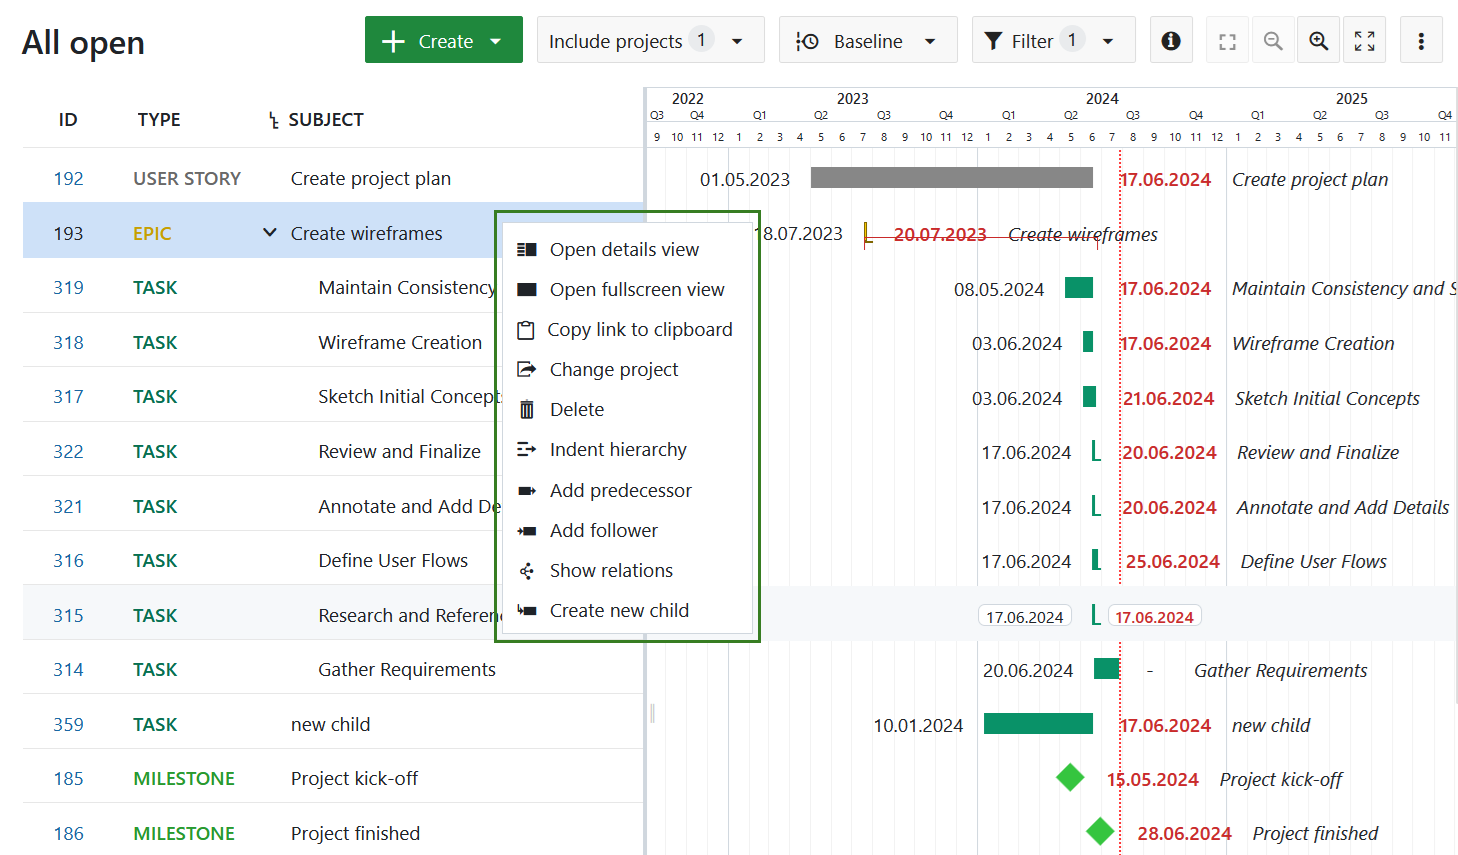 All open
Create
Include projects 1
Baseline
Filter 1
ID TYPE SUBJECT
2022 2023 2024 2025
Q3 Q4 Q1 Q2 Q3 Q4 Q1 Q2 Q3 Q4 Q1 Q2 Q3 Q4
9 10 11 12 1 2 3 4 5 6 7 8 9 10 11 12 1 2 3 4 5 6 7 8 9 10 11 12 1 2 3 4 5 6 7 8 9 10 11
192 USER STORY Create project plan 01.05.2023 17.06.2024 Create project plan
193 EPIC Create wireframes 18.07.2023 20.07.2023 Create wireframes
319 TASK Maintain Consistency 08.05.2024 17.06.2024 Maintain Consistency and S
318 TASK Wireframe Creation 03.06.2024 17.06.2024 Wireframe Creation
317 TASK Sketch Initial Concept 03.06.2024 21.06.2024 Sketch Initial Concepts
322 TASK Review and Finalize 17.06.2024 20.06.2024 Review and Finalize
321 TASK Annotate and Add De 17.06.2024 20.06.2024 Annotate and Add Details
316 TASK Define User Flows 17.06.2024 25.06.2024 Define User Flows
315 TASK Research and Referen 17.06.2024 17.06.2024
314 TASK Gather Requirements 20.06.2024 - Gather Requirements
359 TASK new child 10.01.2024 17.06.2024 new child
185 MILESTONE Project kick-off 15.05.2024 Project kick-off
186 MILESTONE Project finished 28.06.2024 Project finished
Open details view
Open fullscreen view
Copy link to clipboard
Change project
Delete
Indent hierarchy
Add predecessor
Add follower
Show relations
Create new child